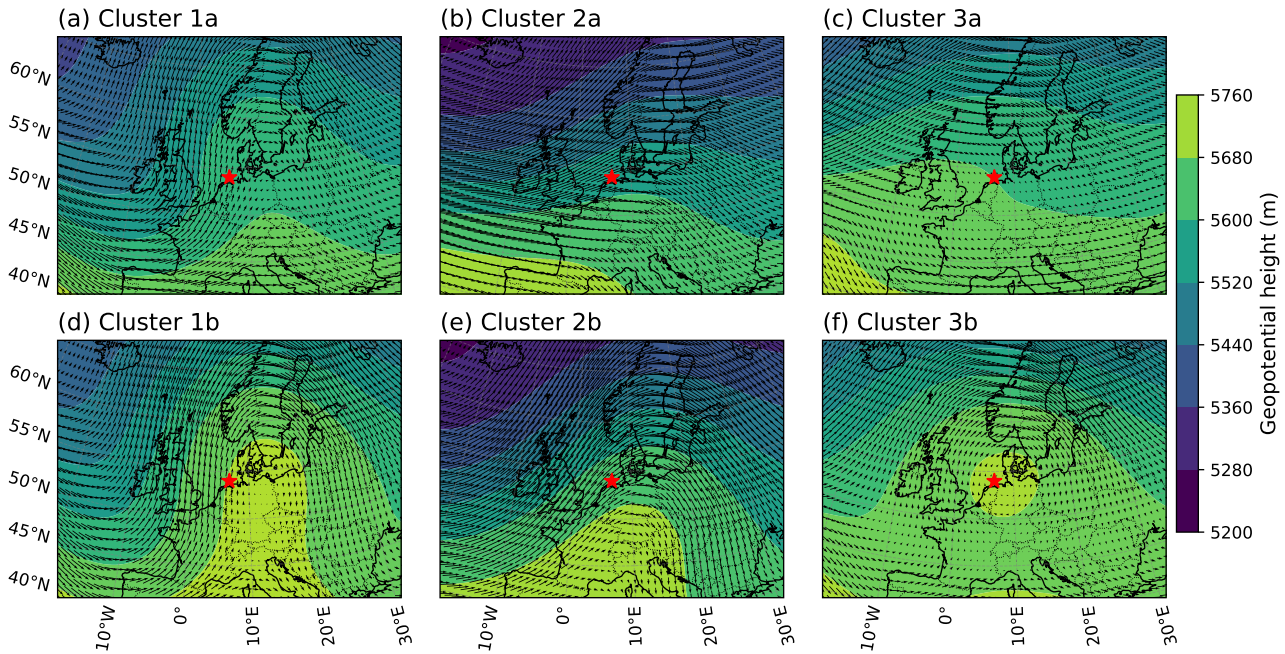 (a) Cluster 1a
(b) Cluster 2a
(c) Cluster 3a
60°N
55°N
50°N
45°N
40°N
(d) Cluster 1b
(e) Cluster 2b
(f) Cluster 3b
60°N
55°N
50°N
45°N
40°N
10°W
0°
10°E
20°E
30°E
10°W
0°
10°E
20°E
30°E
10°W
0°
10°E
20°E
30°E
5760
5680
5600
5520
5440
5360
5280
5200
Geopotential height (m)